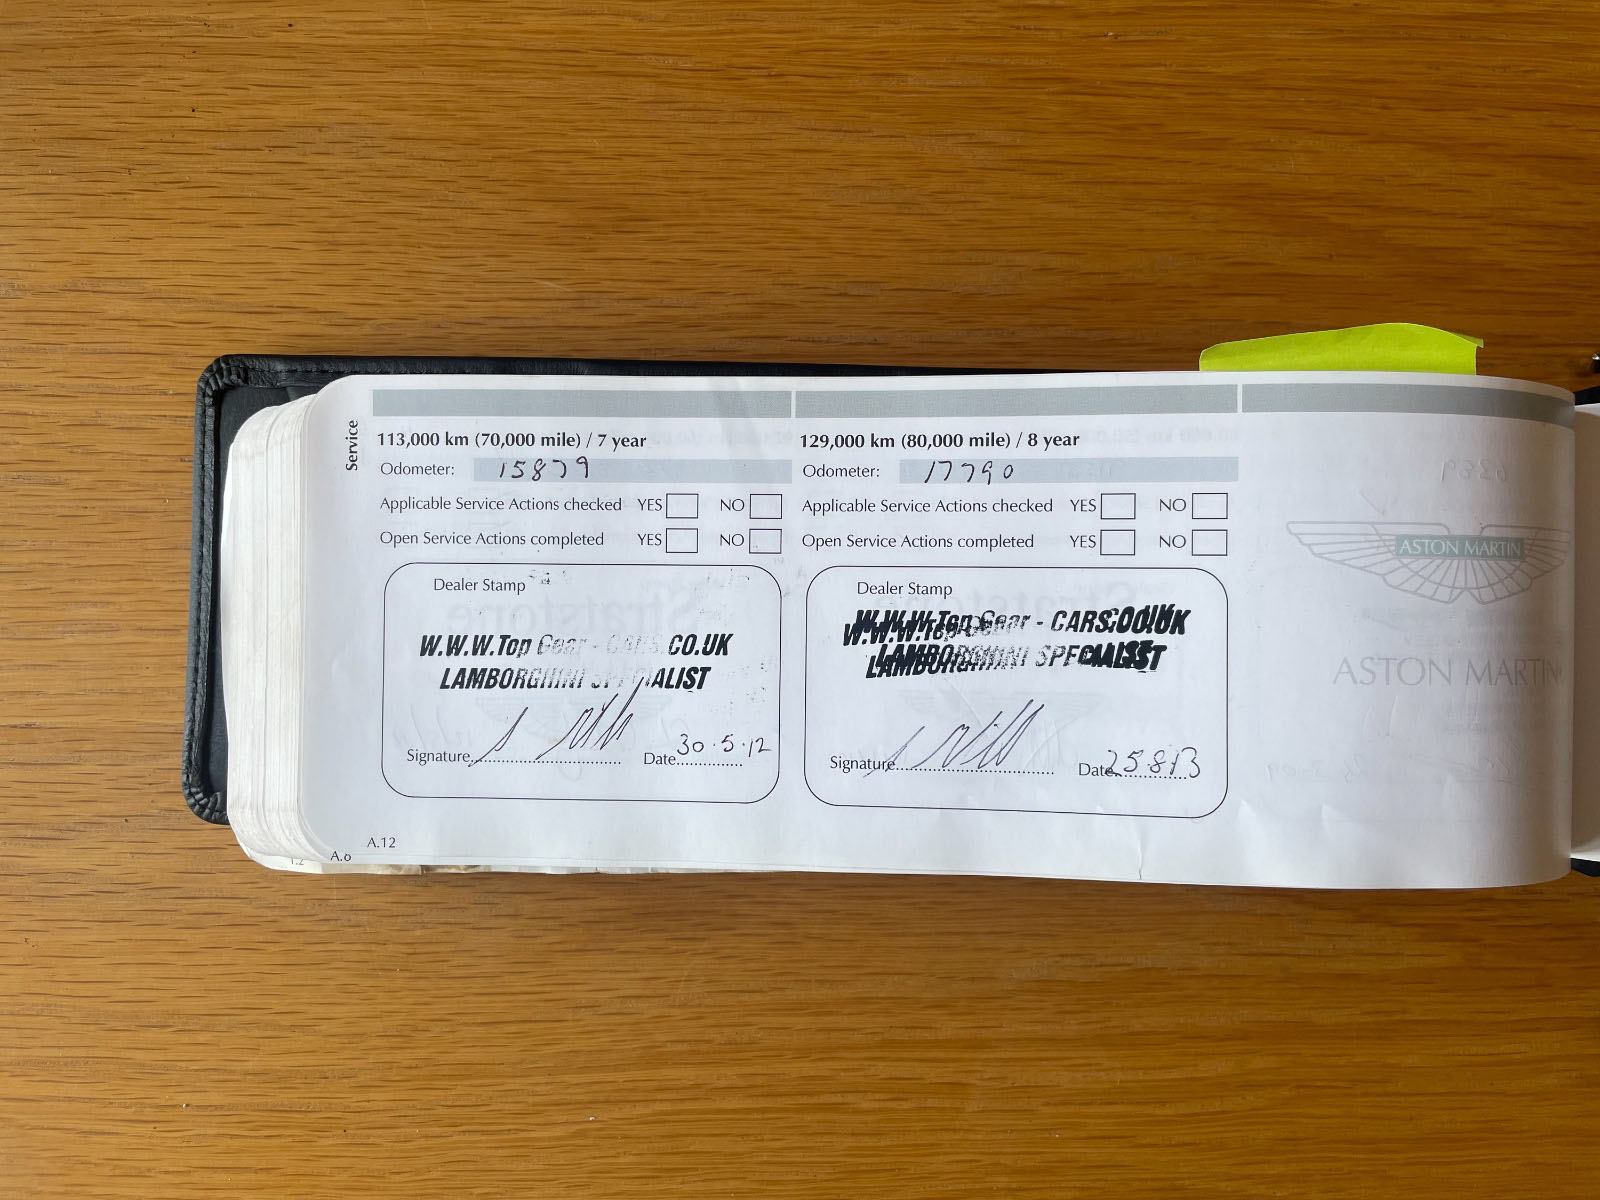 Service
113,000 km (70,000 mile) / 7 year
Odometer: 15879
Applicable Service Actions checked YES NO
Open Service Actions completed YES NO
Dealer Stamp
W.W.W.Top Gear - CARS.CO.UK
LAMBORGHINI SPECIALIST
Signature
Date 30.5.12
A.12
A.6
129,000 km (80,000 mile) / 8 year
Odometer: 17790
Applicable Service Actions checked YES NO
Open Service Actions completed YES NO
Dealer Stamp
W.W.W.Top Gear - CARS.CO.UK
LAMBORGHINI SPECIALIST
Signature
Date 25.8.13
ASTON MARTIN
ASTON MARTIN